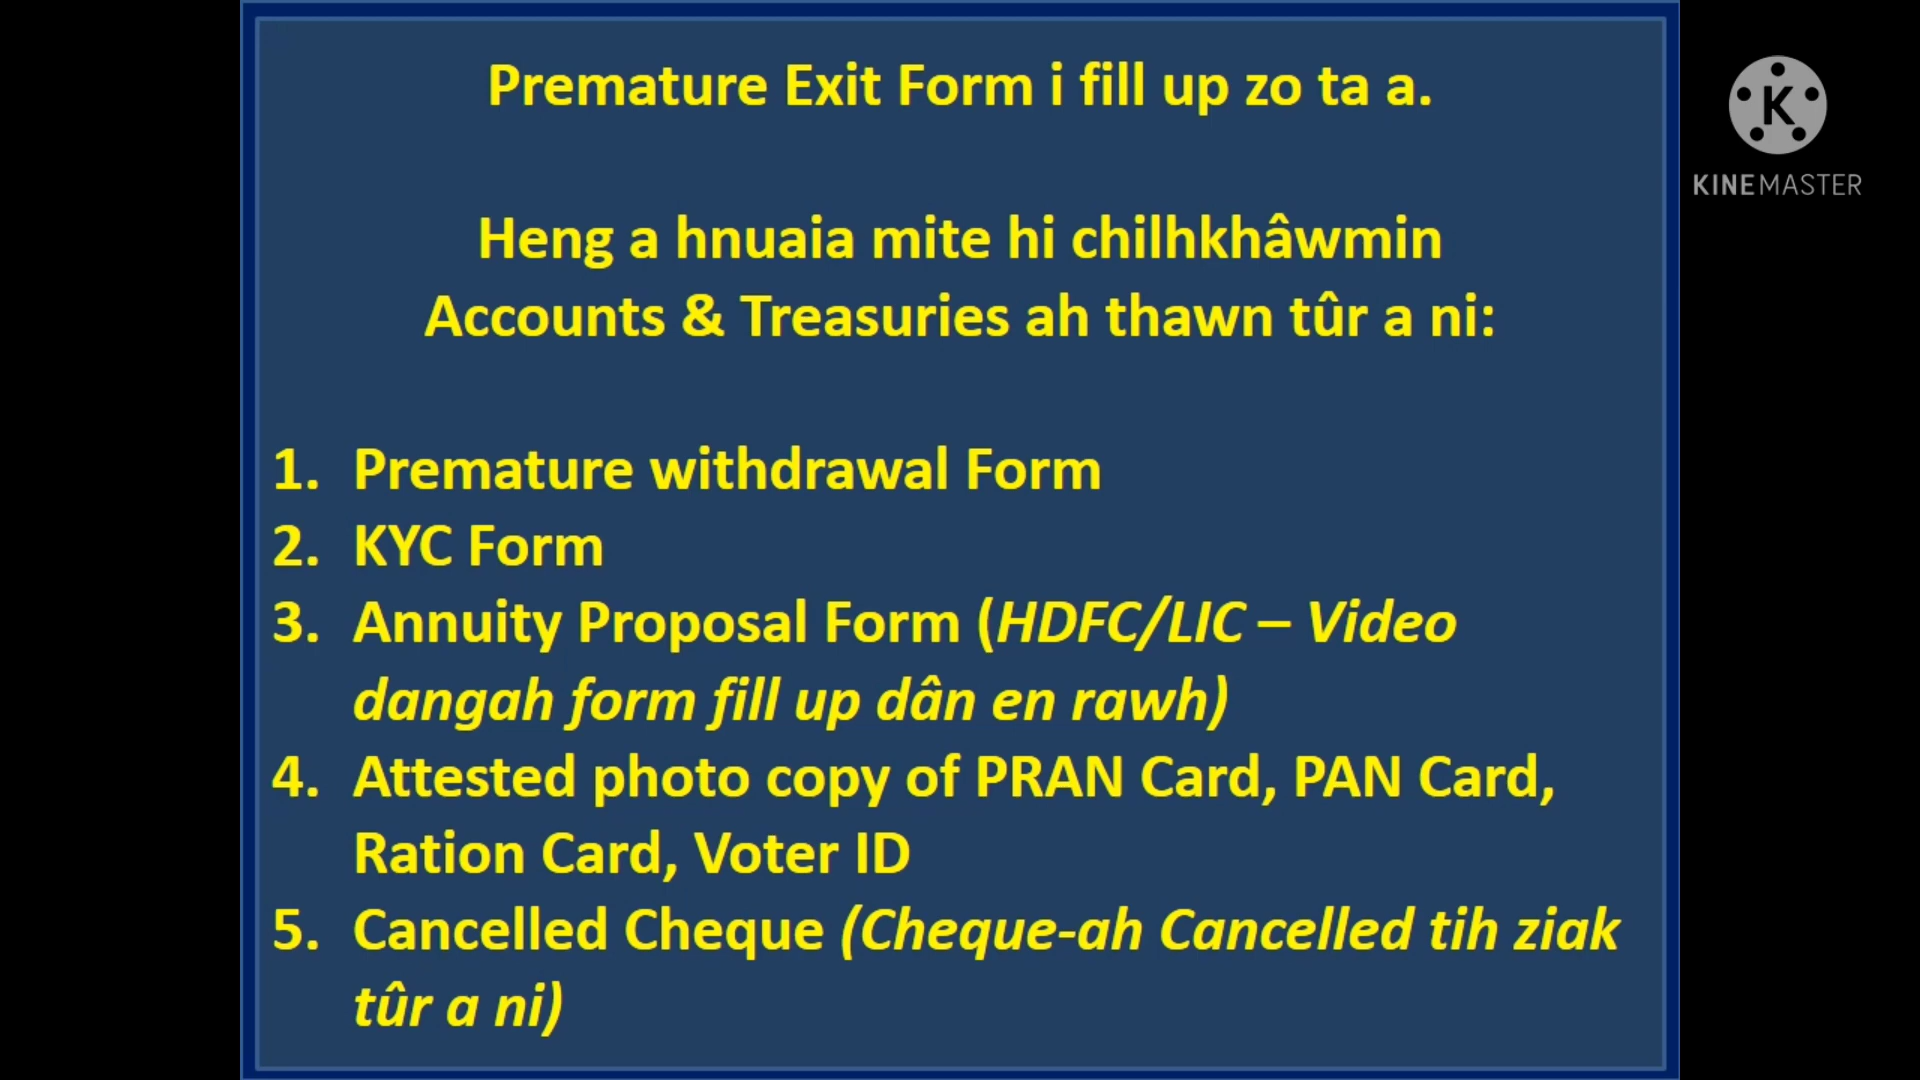 Premature Exit Form i fill up zo ta a.
Heng a hnuaia mite hi chilhkhâwmin
Accounts & Treasuries ah thawn tûr a ni:
1. Premature withdrawal Form
2. KYC Form
3. Annuity Proposal Form (HDFC/LIC – Video
dangah form fill up dân en rawh)
4. Attested photo copy of PRAN Card, PAN Card,
Ration Card, Voter ID
5. Cancelled Cheque (Cheque-ah Cancelled tih ziak
tûr a ni)
K
KINEMASTER